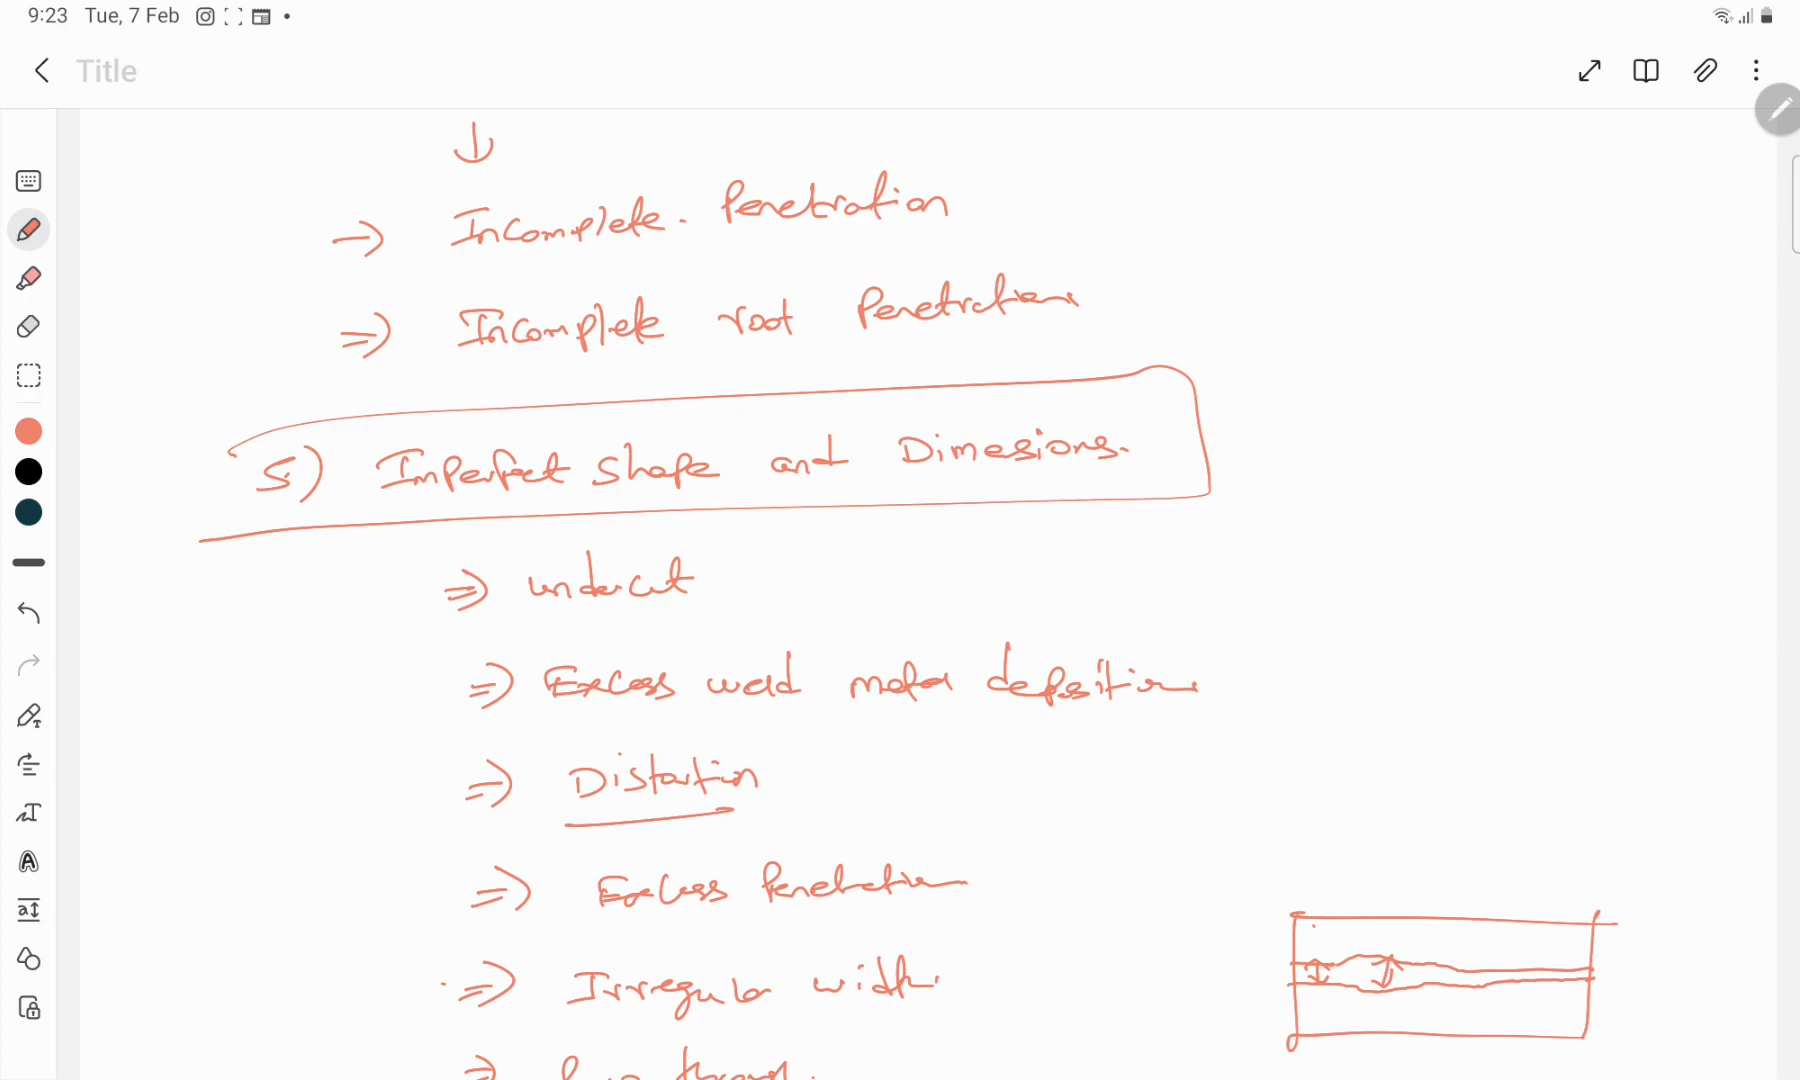 9:23 Tue, 7 Feb
Title
→ Incomplete. Penetration
⇒ Incomplete root Penetration
5) Imperfect shape and Dimesions.
⇒ undercut
⇒ Excess weld metal deposition
⇒ Distortion
⇒ Excess Penetration
⇒ Irregular width